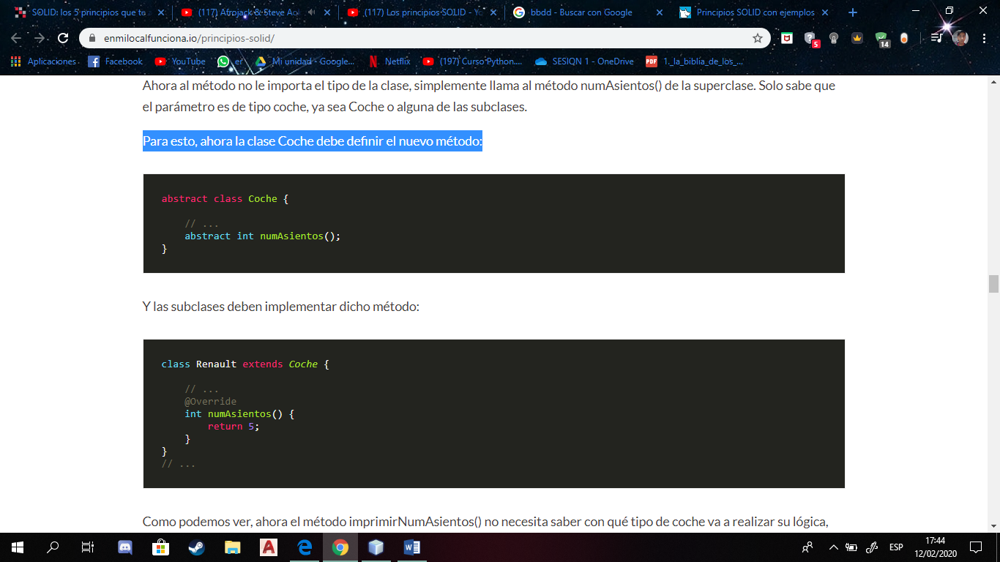 SOLID: los 5 principios que te a
(117) Afrojack & Steve Aok
(117) Los principios SOLID - Yo
bbdd - Buscar con Google
Principios SOLID con ejemplos
enmilocalfunciona.io/principios-solid/
5
14
Aplicaciones
Facebook
YouTube
er
Mi unidad - Google...
Netflix
(197) Curso Python....
SESIQN 1 - OneDrive
PDF
1._la_biblia_de_los_...
Ahora al método no le importa el tipo de la clase, simplemente llama al método numAsientos() de la superclase. Solo sabe que
el parámetro es de tipo coche, ya sea Coche o alguna de las subclases.
Para esto, ahora la clase Coche debe definir el nuevo método:
abstract class Coche {
// ...
abstract int numAsientos();
}
Y las subclases deben implementar dicho método:
class Renault extends Coche {
// ...
@Override
int numAsientos() {
return 5;
}
}
// ...
Como podemos ver, ahora el método imprimirNumAsientos() no necesita saber con qué tipo de coche va a realizar su lógica,
ESP
17:44
12/02/2020